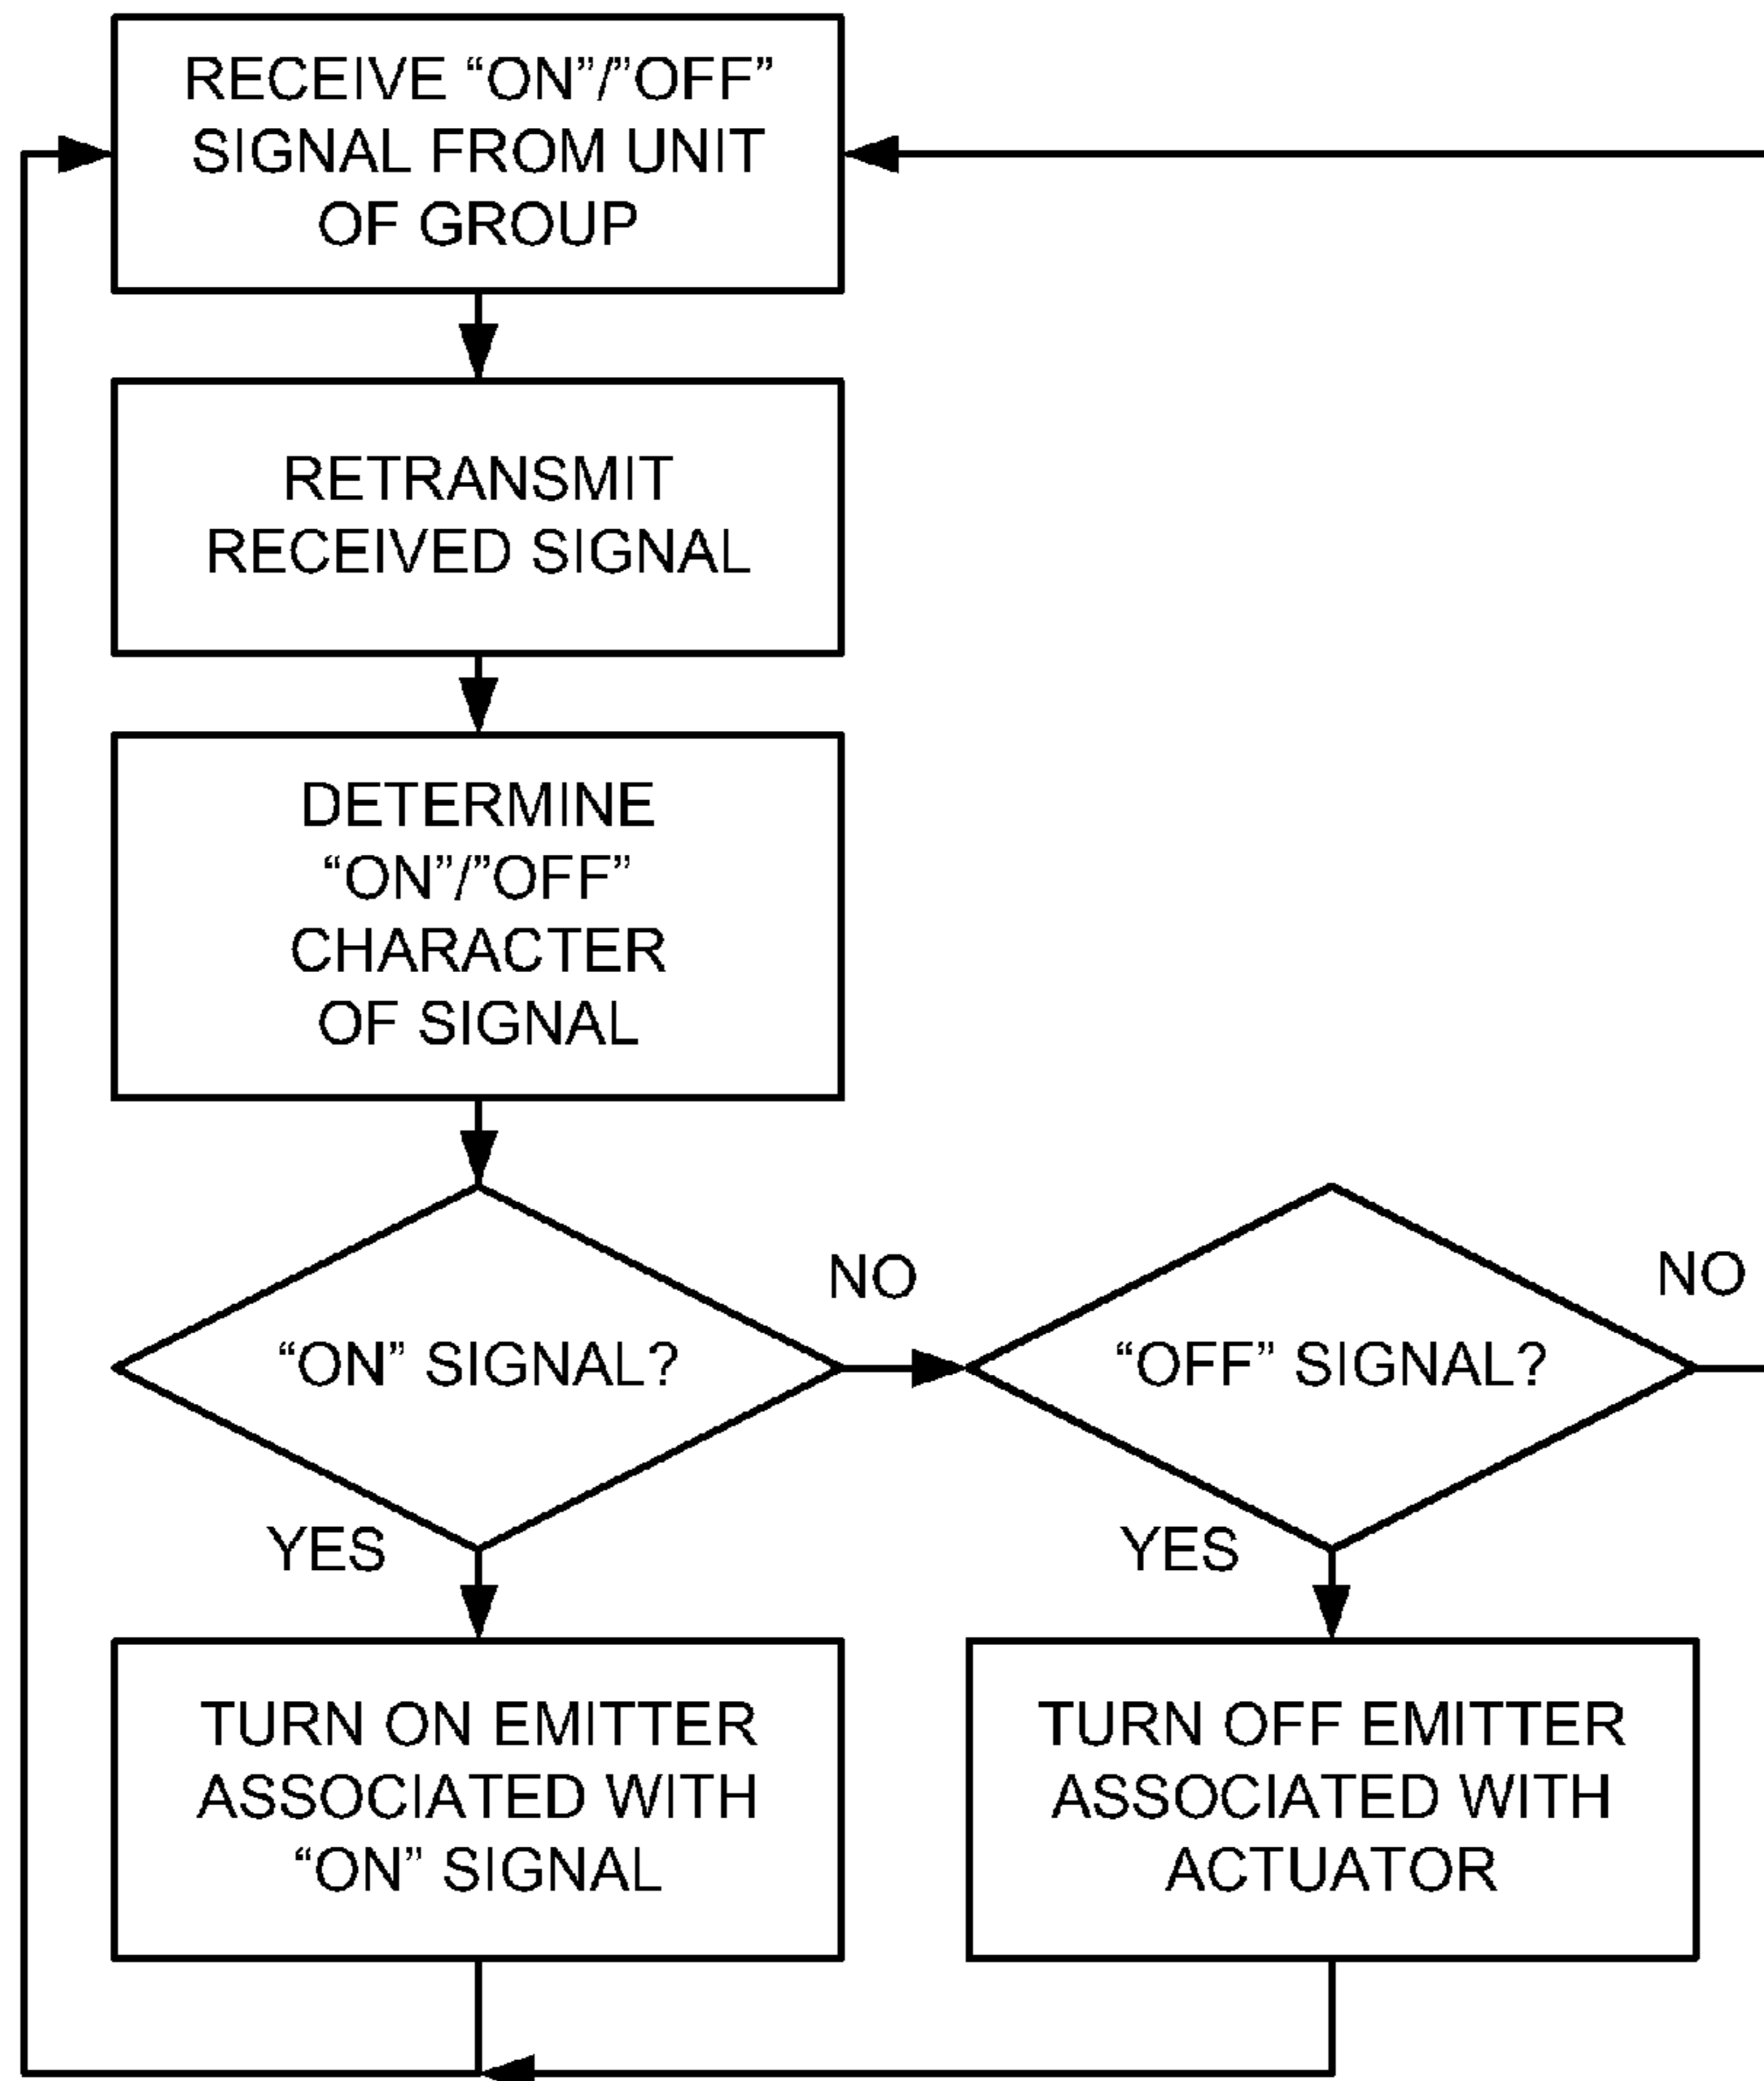 RECEIVE “ON”/”OFF”
SIGNAL FROM UNIT
OF GROUP
RETRANSMIT
RECEIVED SIGNAL
DETERMINE
“ON”/”OFF”
CHARACTER
OF SIGNAL
“ON” SIGNAL?
NO
“OFF” SIGNAL?
NO
YES
YES
TURN ON EMITTER
ASSOCIATED WITH
“ON” SIGNAL
TURN OFF EMITTER
ASSOCIATED WITH
ACTUATOR